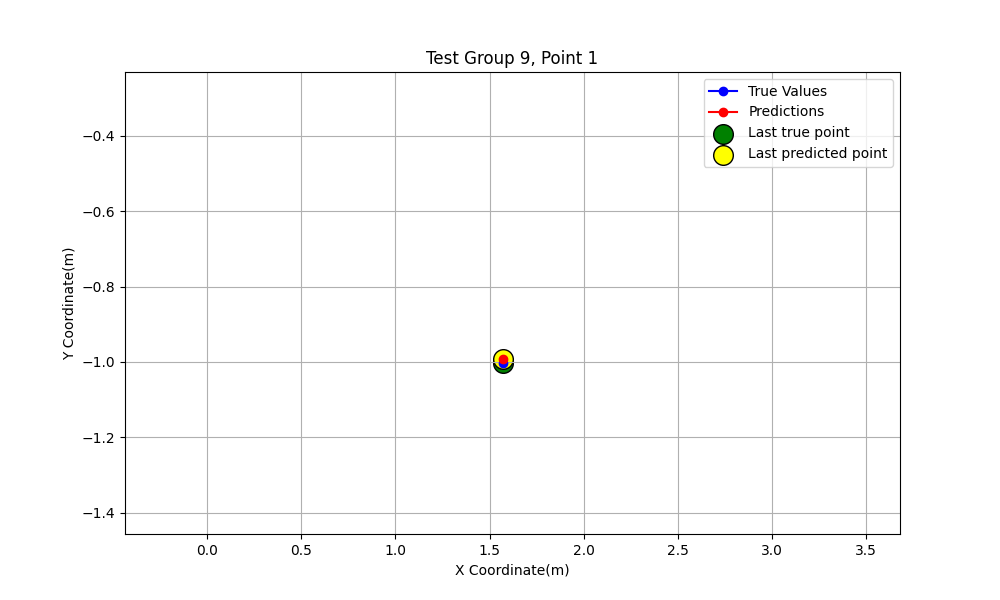 Test Group 9, Point 1
True Values
Predictions
Last true point
Last predicted point
Y Coordinate(m)
−0.4
−0.6
−0.8
−1.0
−1.2
−1.4
0.0 0.5 1.0 1.5 2.0 2.5 3.0 3.5
X Coordinate(m)